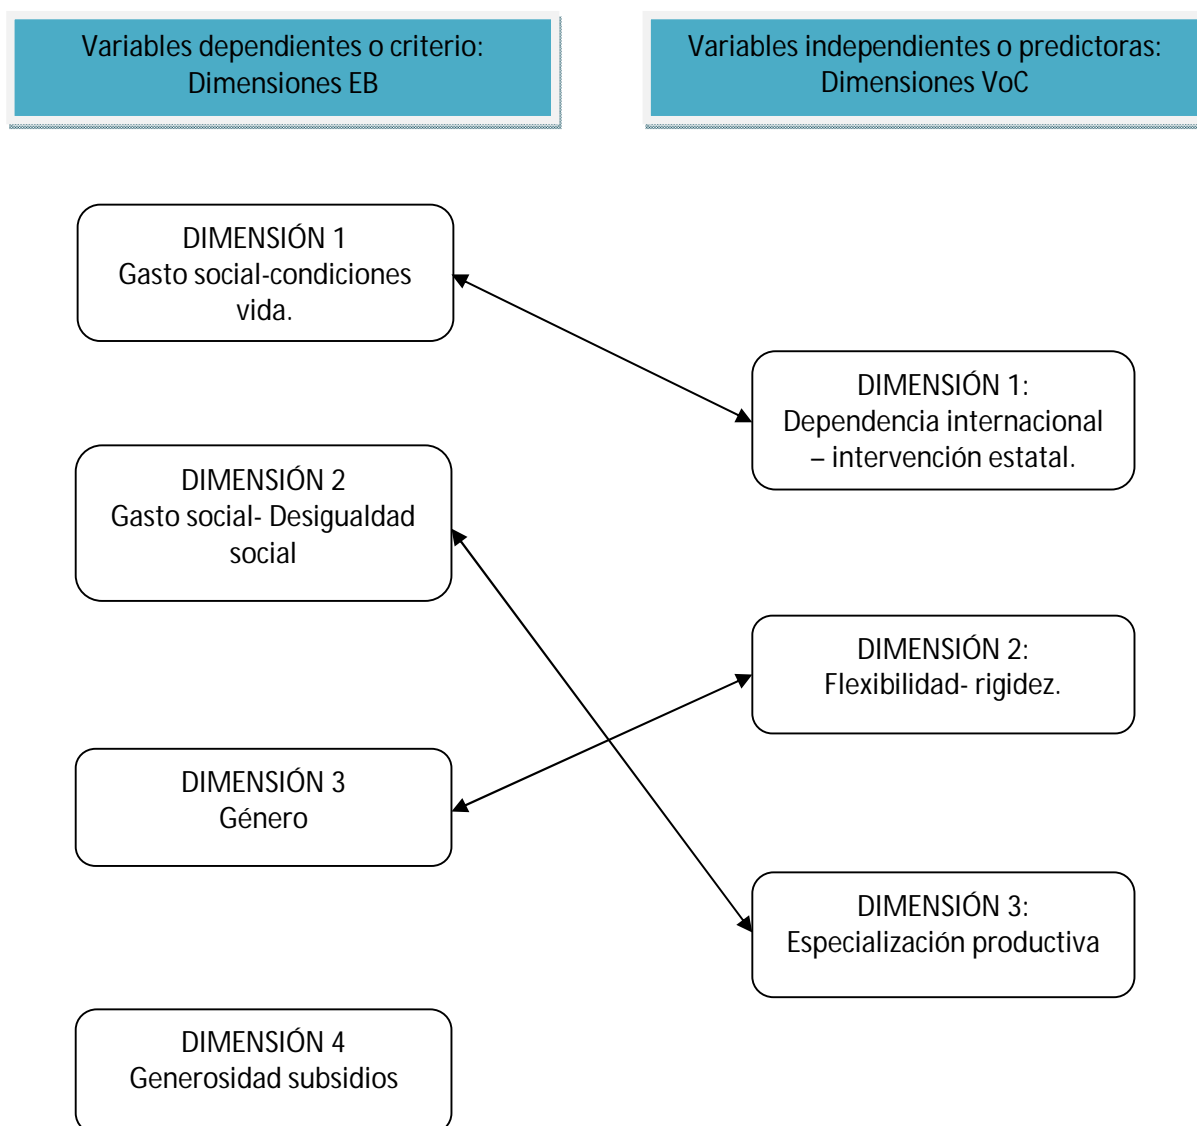 Variables dependientes o criterio:
Dimensiones EB
Variables independientes o predictoras:
Dimensiones VoC
DIMENSIÓN 1
Gasto social-condiciones
vida.
DIMENSIÓN 1:
Dependencia internacional
– intervención estatal.
DIMENSIÓN 2
Gasto social- Desigualdad
social
DIMENSIÓN 2:
Flexibilidad- rigidez.
DIMENSIÓN 3
Género
DIMENSIÓN 3:
Especialización productiva
DIMENSIÓN 4
Generosidad subsidios